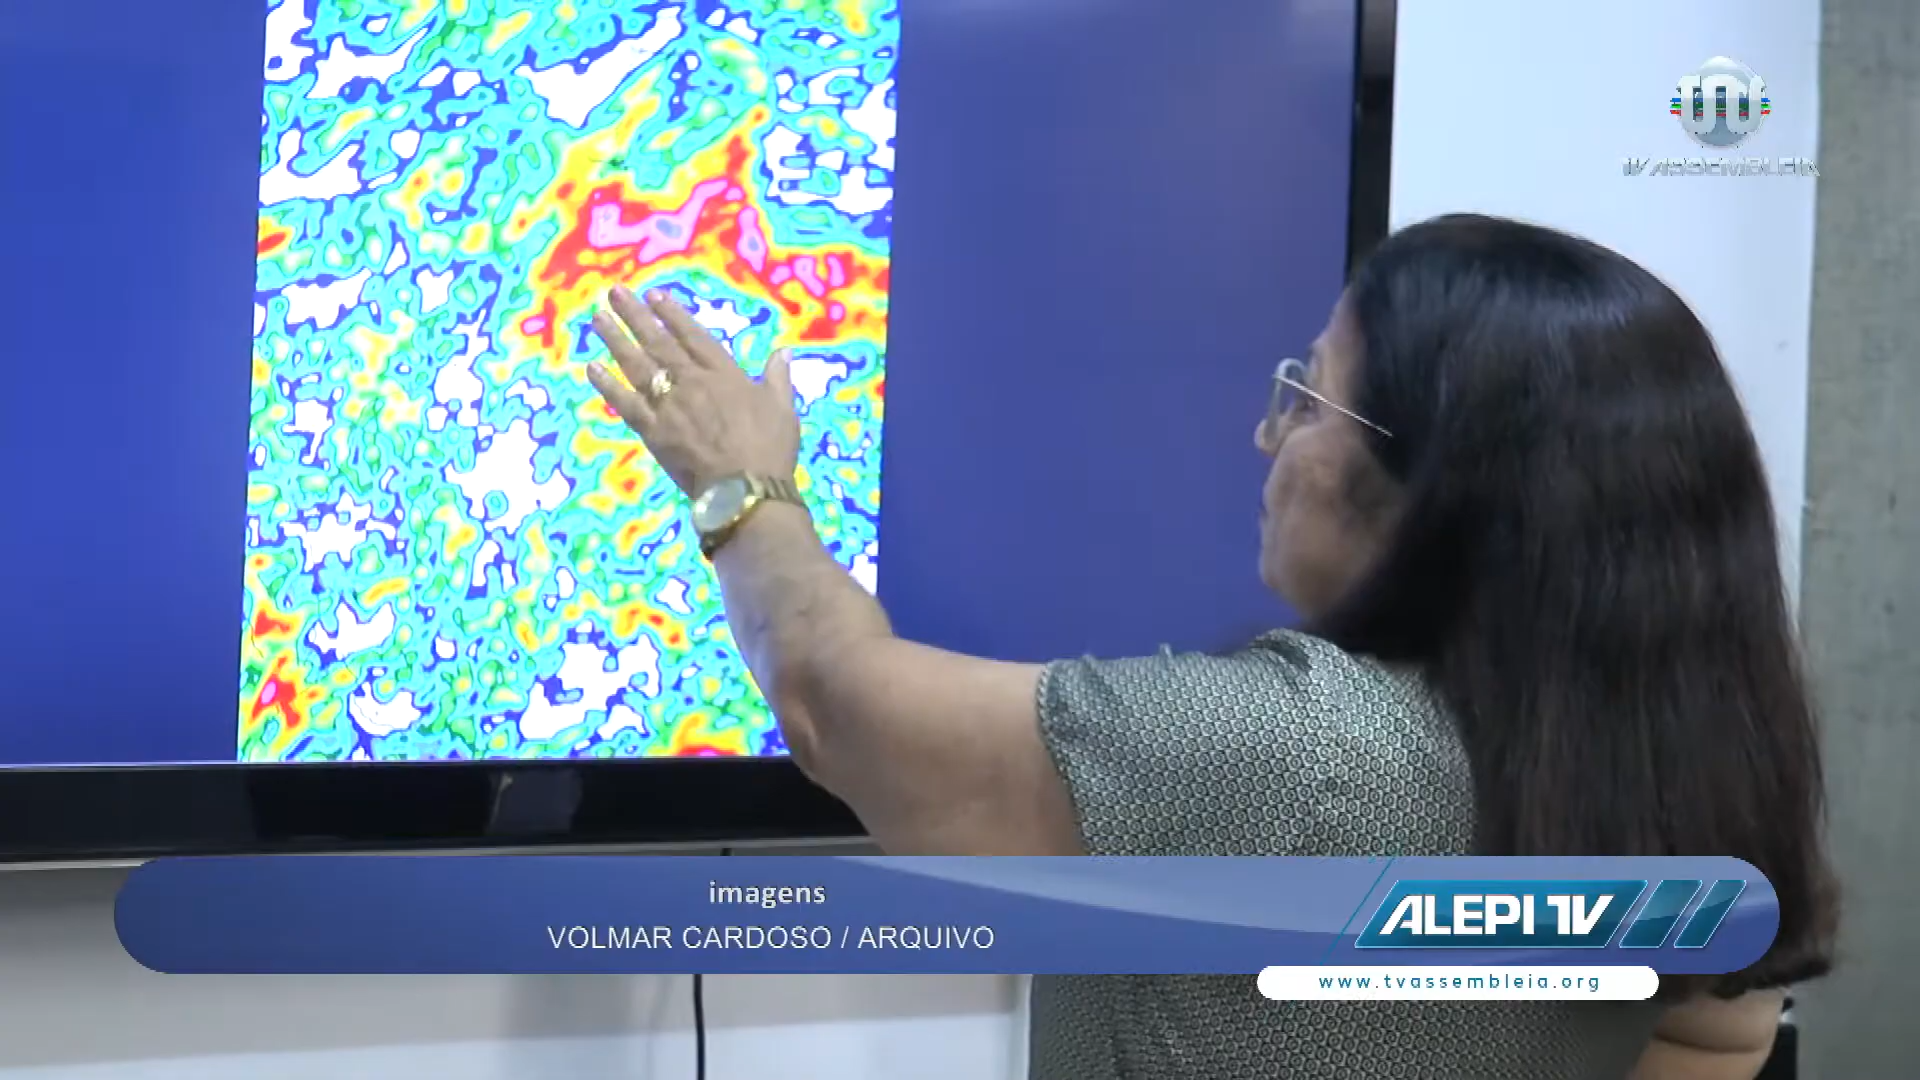 TV ASSEMBLEIA
imagens
VOLMAR CARDOSO / ARQUIVO
ALEPI TV
www.tvassembleia.org